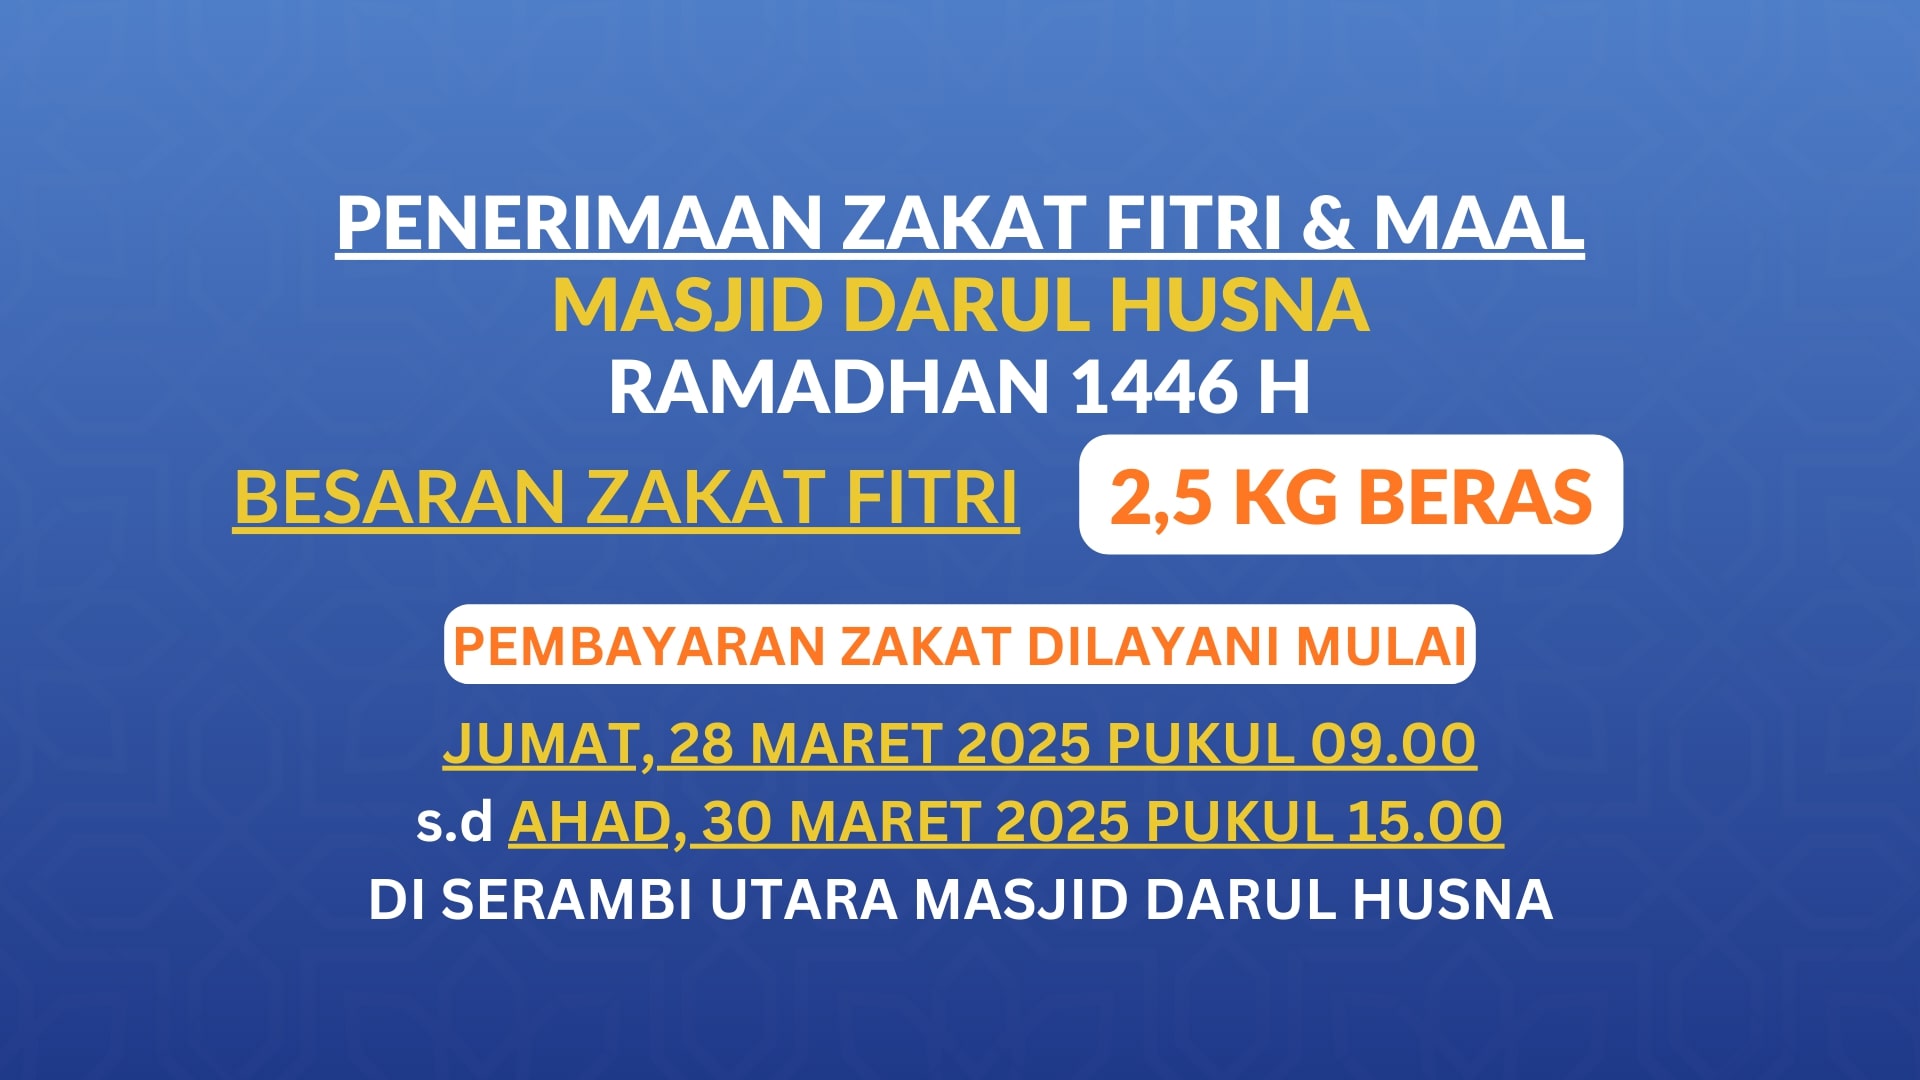 PENERIMAAN ZAKAT FITRI & MAAL
MASJID DARUL HUSNA
RAMADHAN 1446 H
BESARAN ZAKAT FITRI 2,5 KG BERAS
PEMBAYARAN ZAKAT DILAYANI MULAI
JUMAT, 28 MARET 2025 PUKUL 09.00
s.d AHAD, 30 MARET 2025 PUKUL 15.00
DI SERAMBI UTARA MASJID DARUL HUSNA